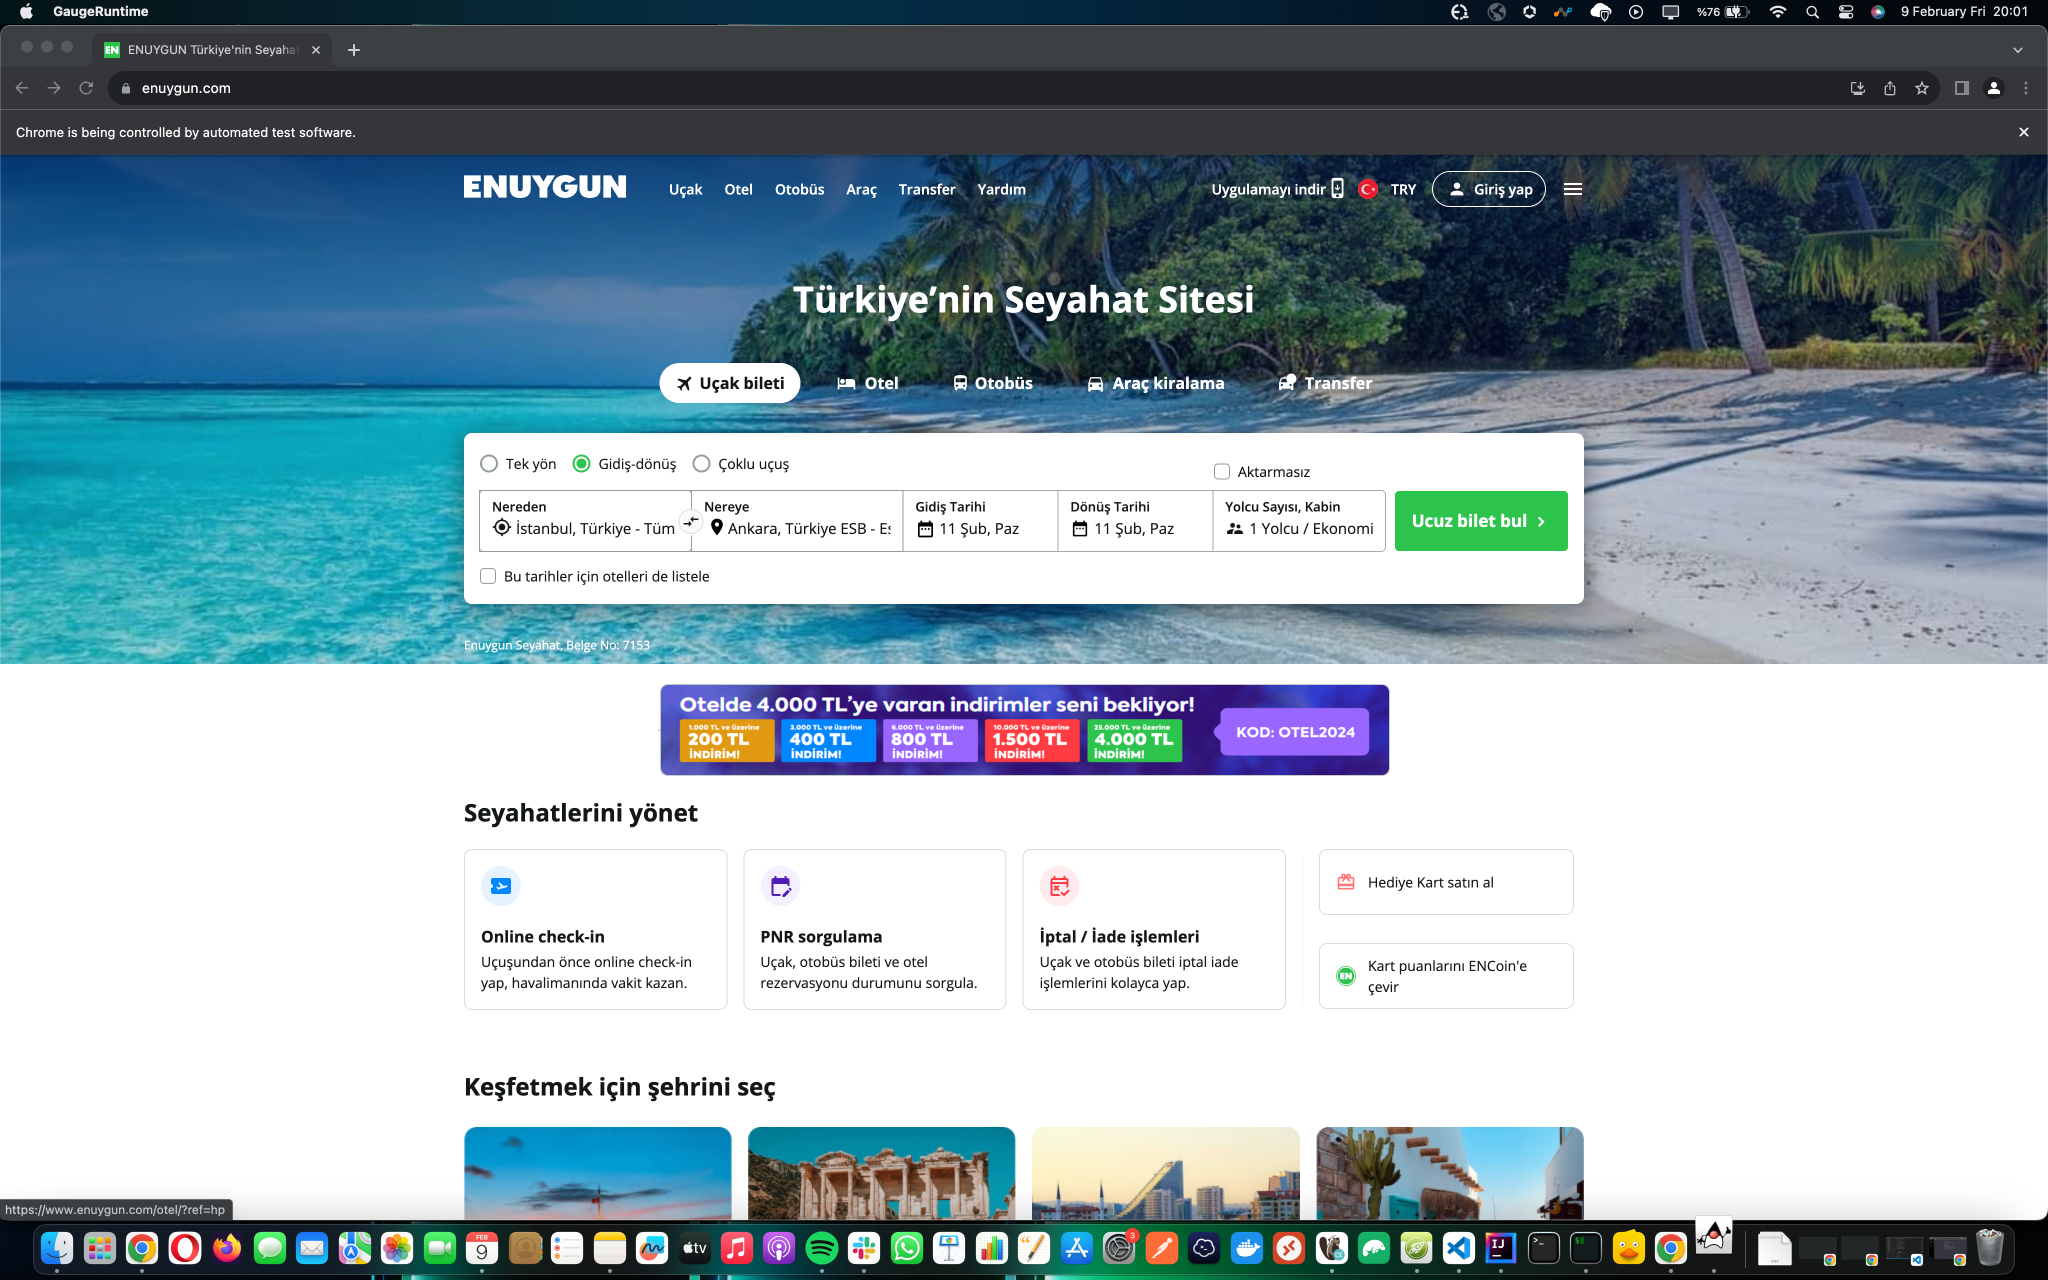 GaugeRuntime
%76
9 February Fri 20:01
EN ENUYGUN Türkiye'nin Seyaha
enuygun.com
Chrome is being controlled by automated test software.
ENUYGUN
Uçak Otel Otobüs Araç Transfer Yardım
Uygulamayı indir TRY Giriş yap
Türkiye’nin Seyahat Sitesi
Uçak bileti Otel Otobüs Araç kiralama Transfer
Tek yön Gidiş-dönüş Çoklu uçuş Aktarmasız
Nereden Nereye Gidiş Tarihi Dönüş Tarihi Yolcu Sayısı, Kabin
İstanbul, Türkiye - Tüm Ankara, Türkiye ESB - Es 11 Şub, Paz 11 Şub, Paz 1 Yolcu / Ekonomi
Ucuz bilet bul
Bu tarihler için otelleri de listele
Enuygun Seyahat, Belge No: 7153
Otelde 4.000 TL’ye varan indirimler seni bekliyor!
1.000 TL ve üzerine 3.000 TL ve üzerine 6.000 TL ve üzerine 10.000 TL ve üzerine 25.000 TL ve üzerine
200 TL 400 TL 800 TL 1.500 TL 4.000 TL
İNDİRİM! İNDİRİM! İNDİRİM! İNDİRİM! İNDİRİM!
KOD: OTEL2024
Seyahatlerini yönet
Online check-in
Uçuşundan önce online check-in
yap, havalimanında vakit kazan.
PNR sorgulama
Uçak, otobüs bileti ve otel
rezervasyonu durumunu sorgula.
İptal / İade işlemleri
Uçak ve otobüs bileti iptal iade
işlemlerini kolayca yap.
Hediye Kart satın al
EN
Kart puanlarını ENCoin'e
çevir
Keşfetmek için şehrini seç
https://www.enuygun.com/otel/?ref=hp
FEB
9
tv
3
IJ